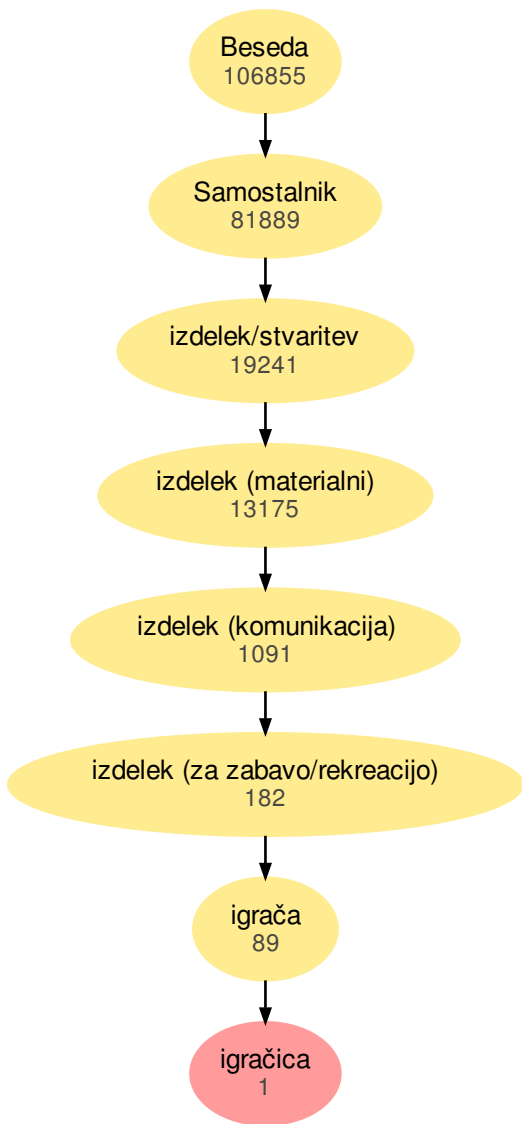 Beseda
106855
Samostalnik
81889
izdelek/stvaritev
19241
izdelek (materialni)
13175
izdelek (komunikacija)
1091
izdelek (za zabavo/rekreacijo)
182
igrača
89
igračica
1